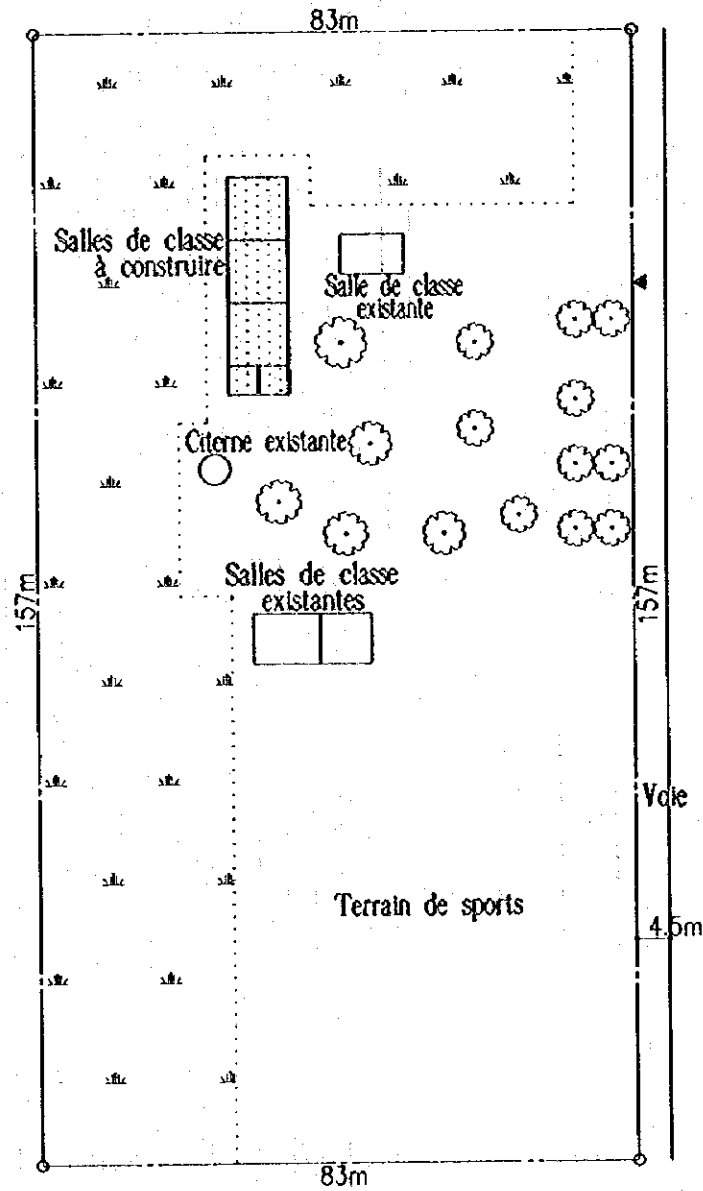 83m
Salles de classe
à construire
Salle de classe
existante
Citerne existante
Salles de classe
existantes
157m
157m
Voie
Terrain de sports
4.5m
83m